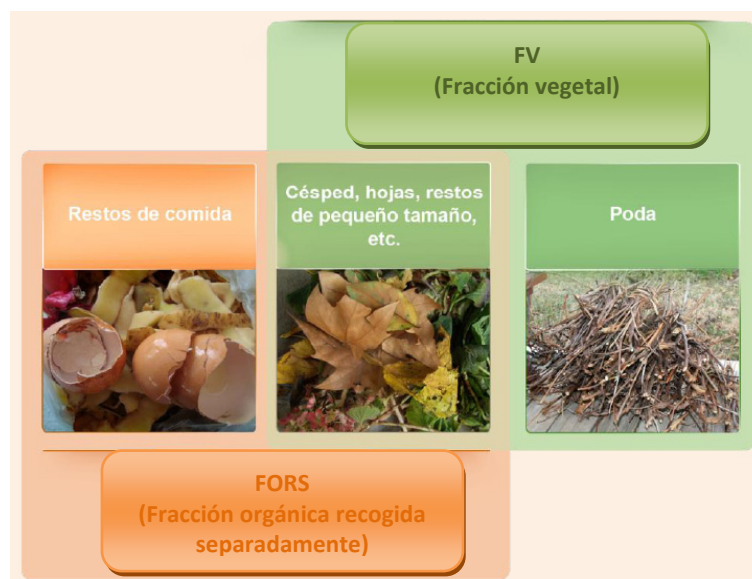 FV
(Fracción vegetal)
Restos de comida
Césped, hojas, restos
de pequeño tamaño,
etc.
Poda
FORS
(Fracción orgánica recogida
separadamente)